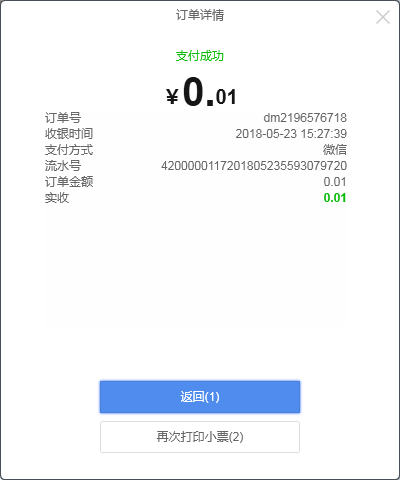 订单详情
支付成功
¥0.01
订单号 dm2196576718
收银时间 2018-05-23 15:27:39
支付方式 微信
流水号 4200000117201805235593079720
订单金额 0.01
实收 0.01
返回(1)
再次打印小票(2)